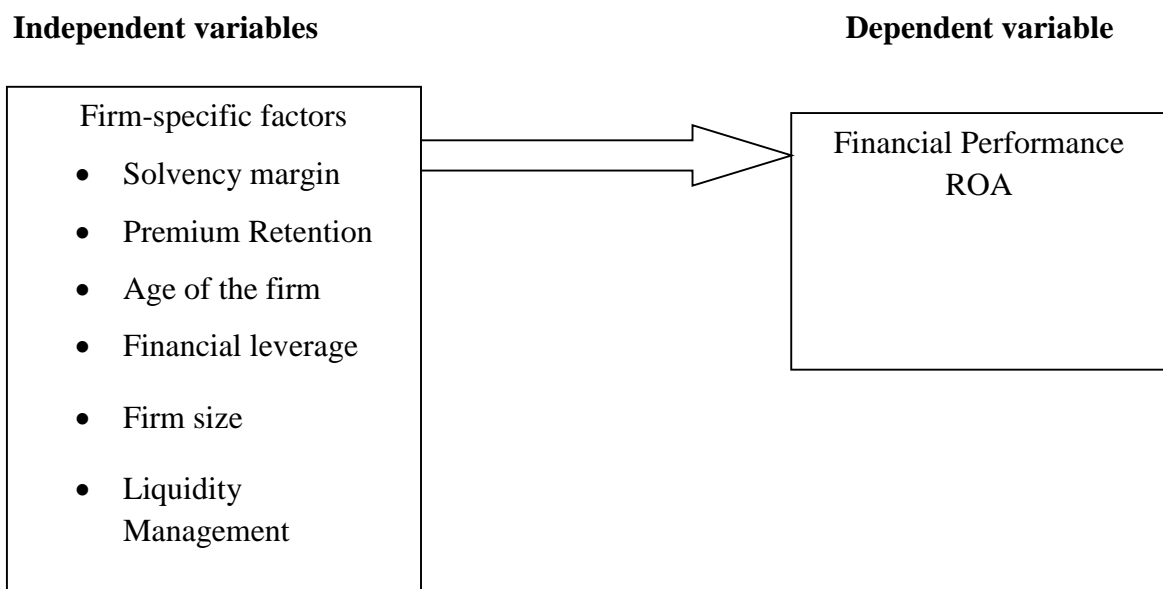 Independent variables
Dependent variable
Firm-specific factors
• Solvency margin
• Premium Retention
• Age of the firm
• Financial leverage
• Firm size
• Liquidity
Management
Financial Performance
ROA